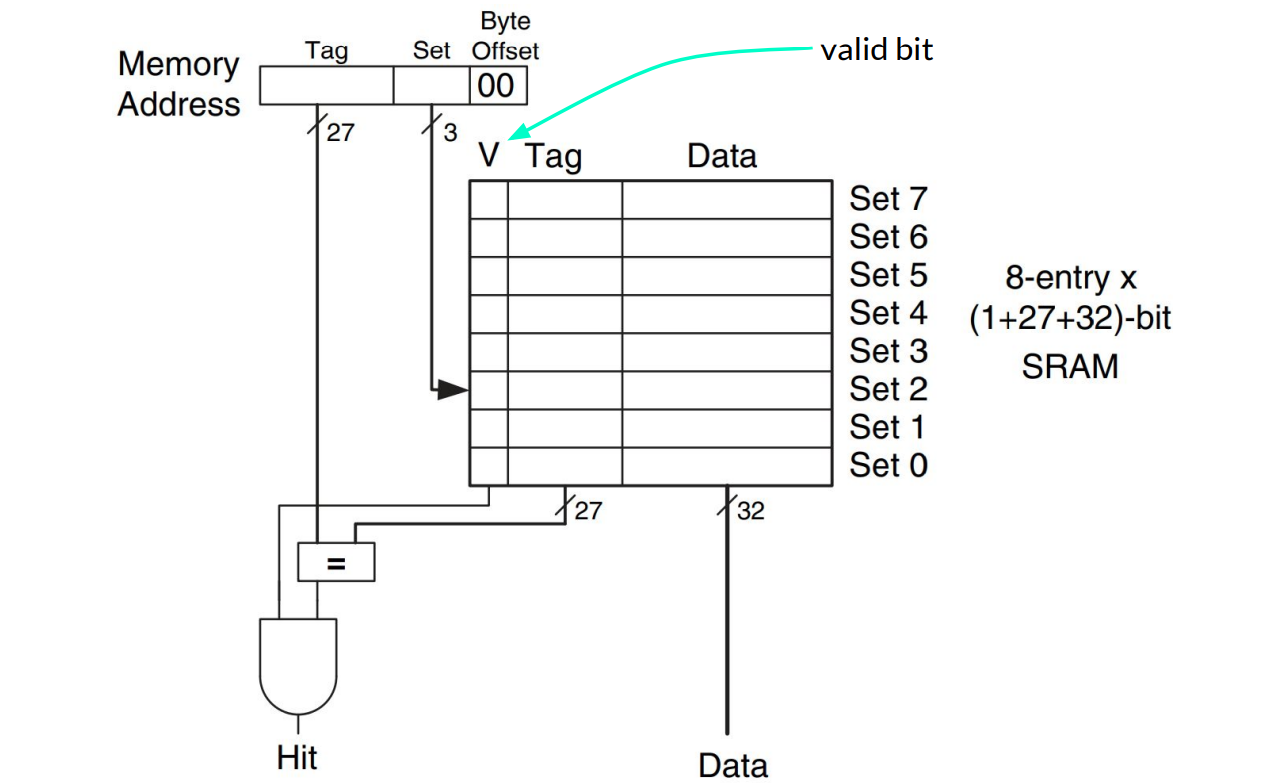 Memory
Address
Tag
Set
Byte
Offset
00
valid bit
27
3
V
Tag
Data
Set 7
Set 6
Set 5
Set 4
Set 3
Set 2
Set 1
Set 0
8-entry x
(1+27+32)-bit
SRAM
27
32
=
Hit
Data